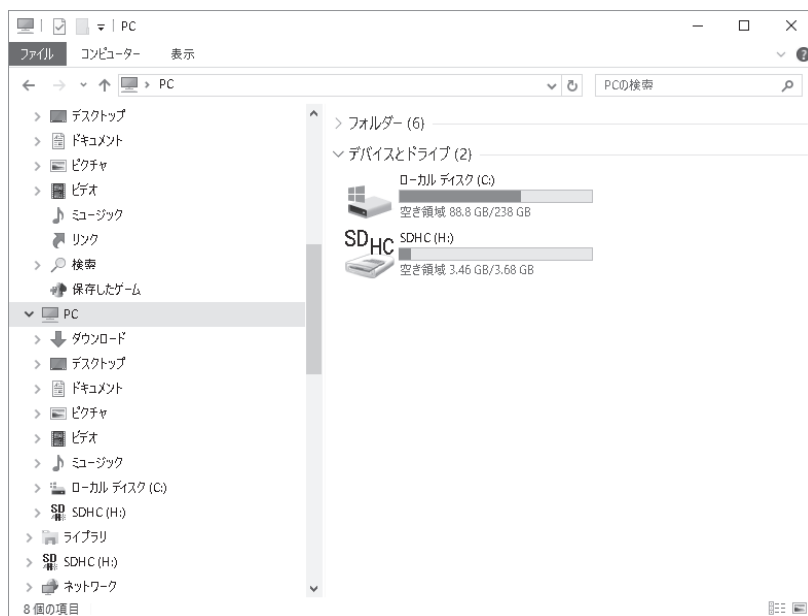 PC
ファイル
コンピューター
表示
PC
PCの検索
デスクトップ
ドキュメント
ピクチャ
ビデオ
ミュージック
リンク
検索
保存したゲーム
PC
ダウンロード
デスクトップ
ドキュメント
ピクチャ
ビデオ
ミュージック
ローカル ディスク (C:)
SD SDHC (H:)
ライブラリ
SD SDHC (H:)
ネットワーク
8 個の項目
フォルダー (6)
デバイスとドライブ (2)
ローカル ディスク (C:)
空き領域 88.8 GB/238 GB
SDHC
SDHC (H:)
空き領域 3.46 GB/3.68 GB